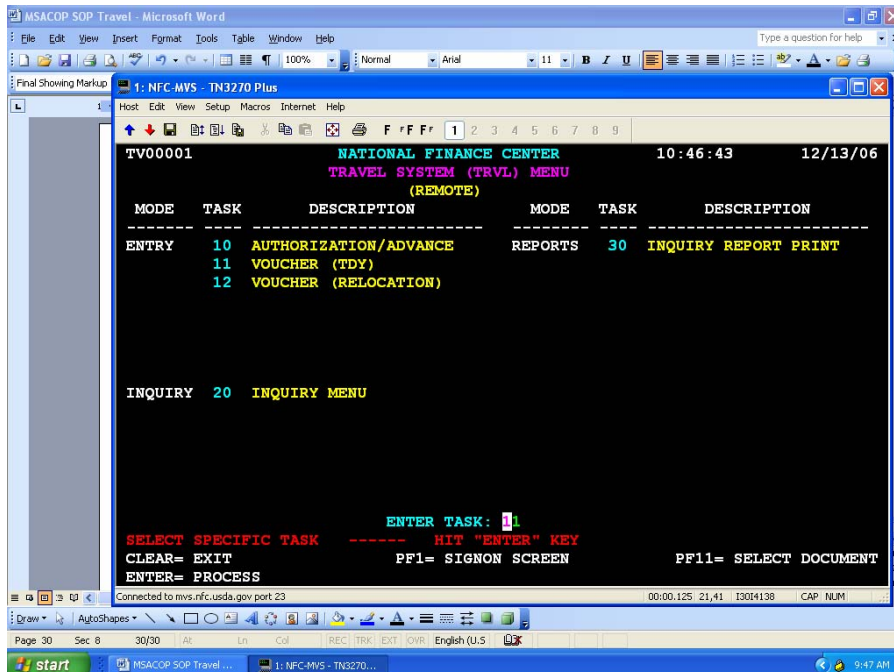 MSACOP SOP Travel - Microsoft Word
File Edit View Insert Format Tools Table Window Help Type a question for help
100% Normal Arial 11 B I U
Final Showing Markup
1: NFC-MVS - TN3270 Plus
Host Edit View Setup Macros Internet Help
1 2 3 4 5 6 7 8 9
TV00001 NATIONAL FINANCE CENTER 10:46:43 12/13/06
TRAVEL SYSTEM (TRVL) MENU
(REMOTE)
MODE TASK DESCRIPTION MODE TASK DESCRIPTION
------- ---- ------------------------ ------- ---- -----------------------
ENTRY 10 AUTHORIZATION/ADVANCE REPORTS 30 INQUIRY REPORT PRINT
11 VOUCHER (TDY)
12 VOUCHER (RELOCATION)
INQUIRY 20 INQUIRY MENU
ENTER TASK: 11
SELECT SPECIFIC TASK ------ HIT "ENTER" KEY
CLEAR= EXIT PF1= SIGNON SCREEN PF11= SELECT DOCUMENT
ENTER= PROCESS
Connected to mvs.nfc.usda.gov port 23 00:00.125 21,41 I30I4138 CAP NUM
Draw AutoShapes
Page 30 Sec 8 30/30 At Ln Col REC TRK EXT OVR English (U.S
start MSACOP SOP Travel ... 1: NFC-MVS - TN3270... 9:47 AM